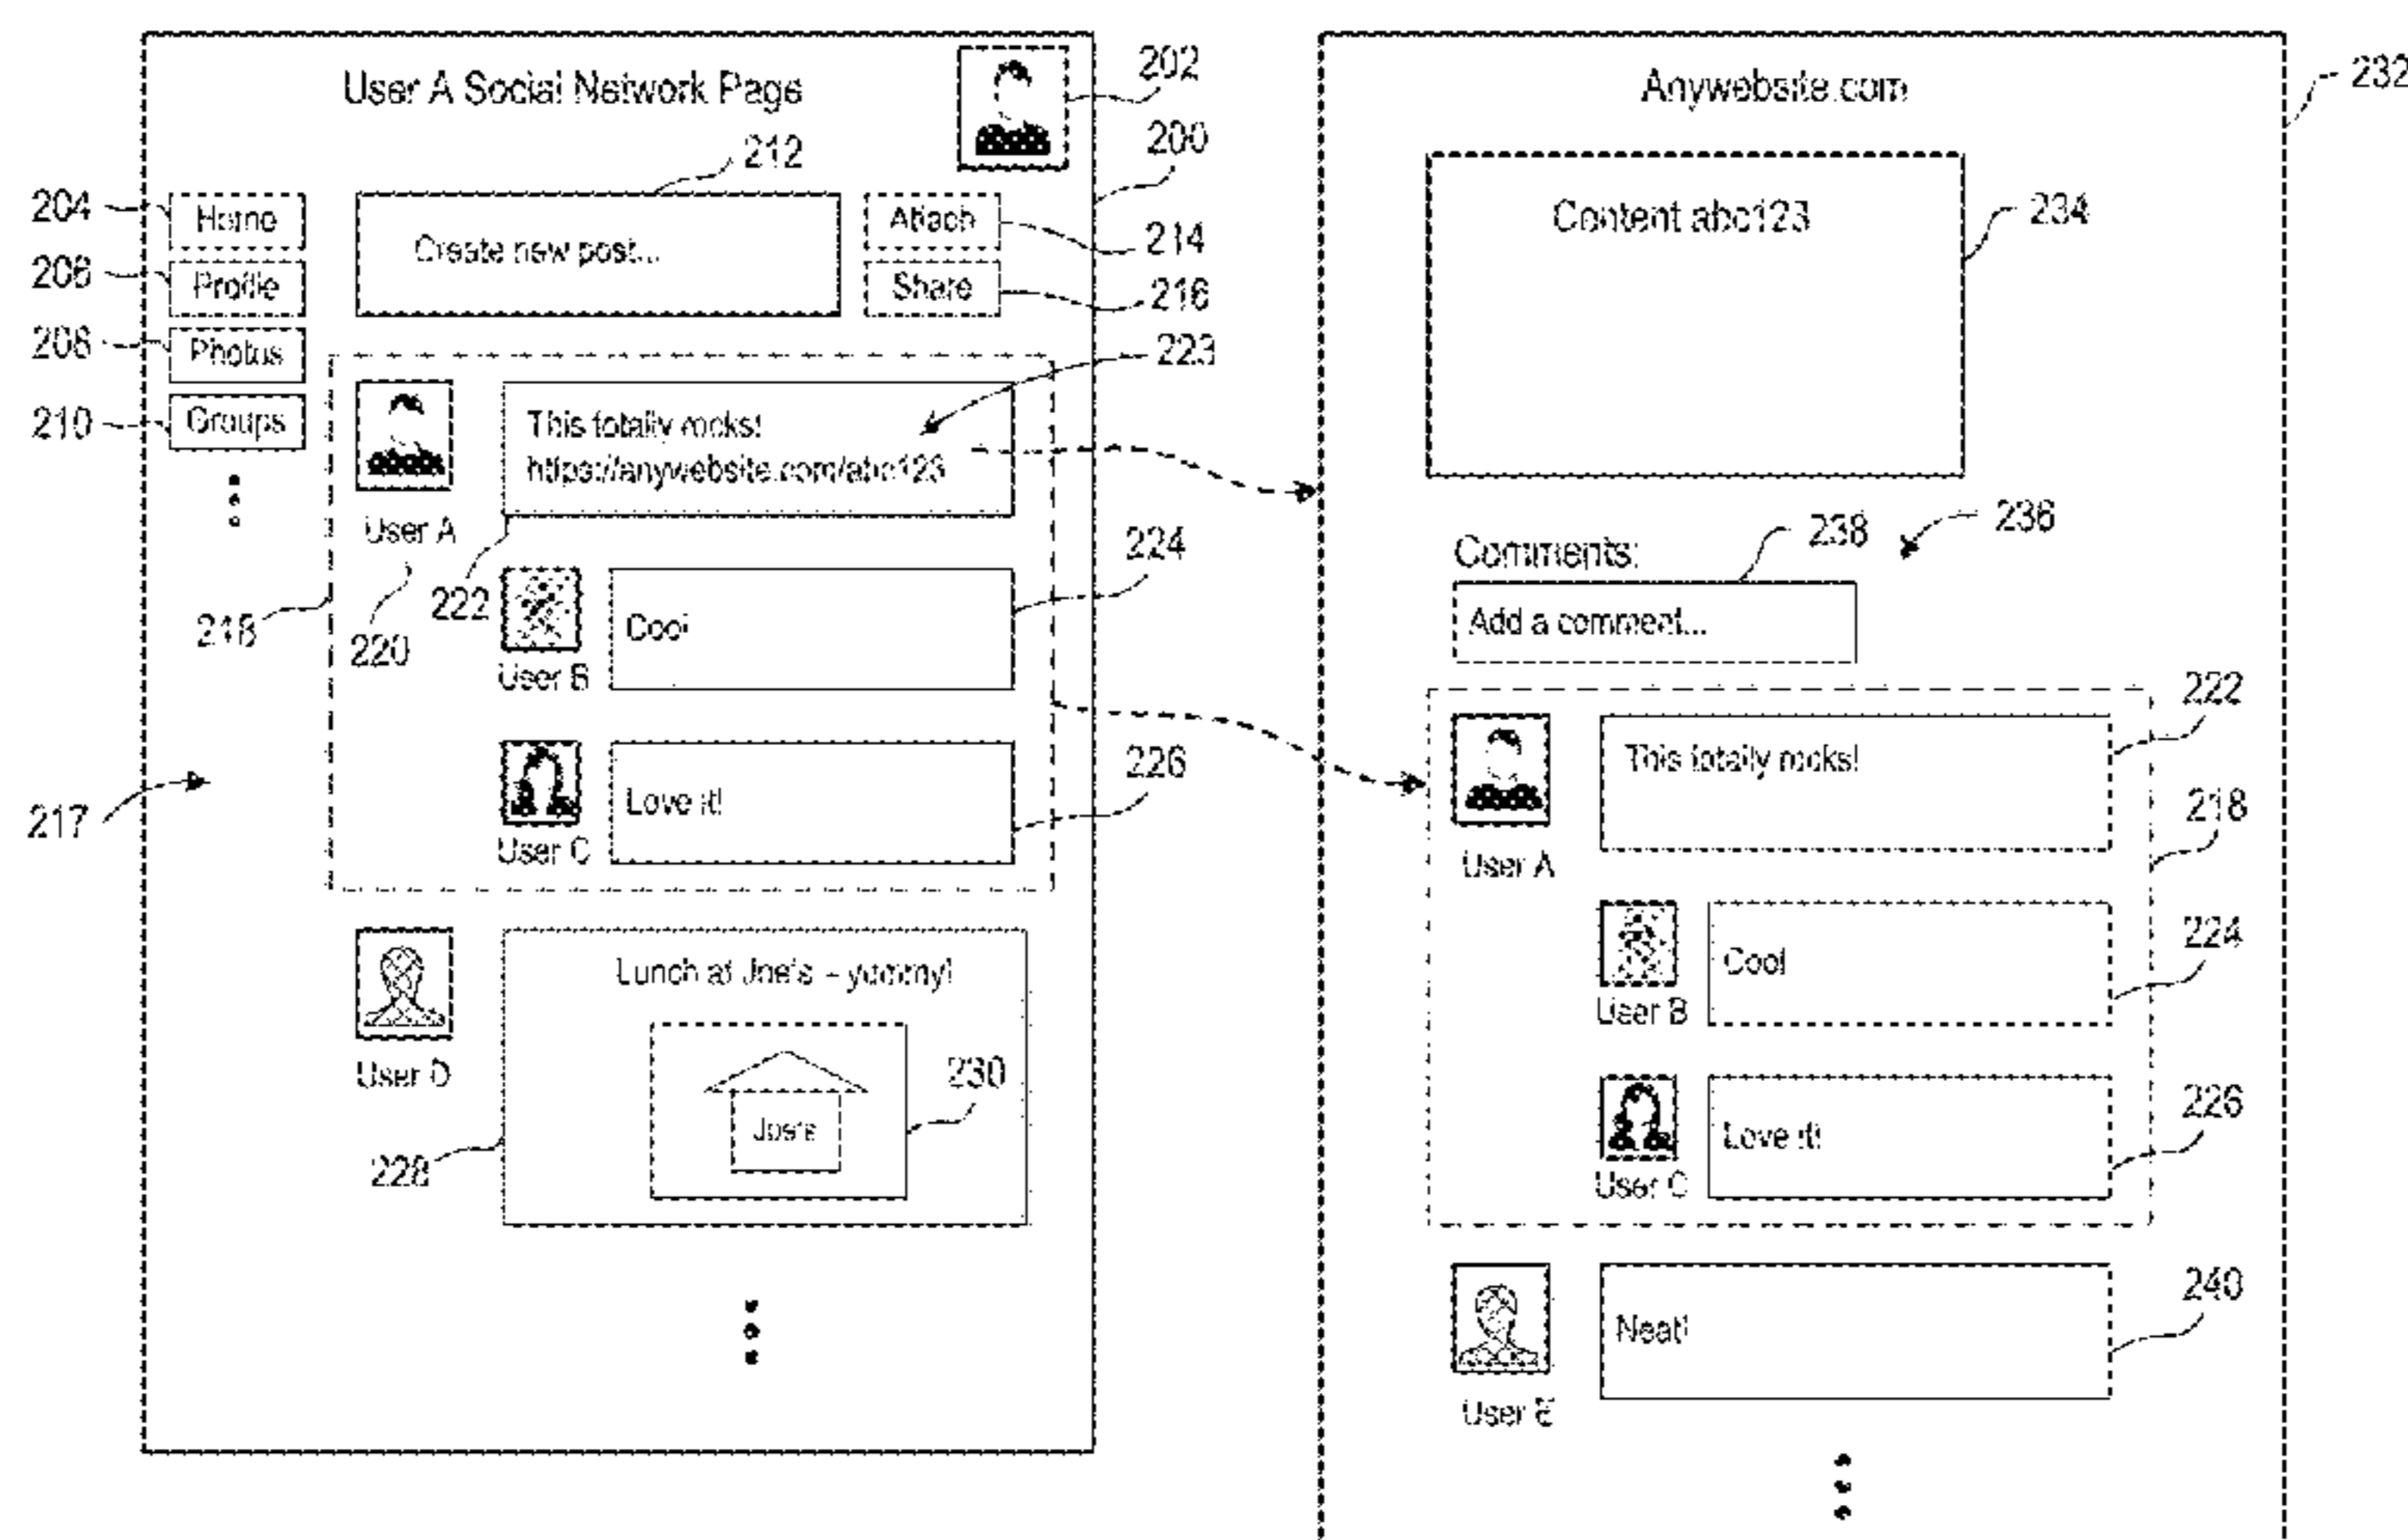 User A Social Network Page
202
200
212
204
Home
Create new post...
Attach
214
206
Profile
Share
216
208
Photos
223
210
Groups
This totally rocks!
https://anywebsite.com/abc123
User A
222
224
218
220
Cool
User B
226
217
Love it!
User C
Lunch at Joe's – yummy!
User D
230
Joe's
228
Anywebsite.com
232
Content abc123
234
238
236
Comments:
Add a comment...
222
This totally rocks!
218
User A
224
Cool
User B
226
Love it!
User C
240
Neat!
User E